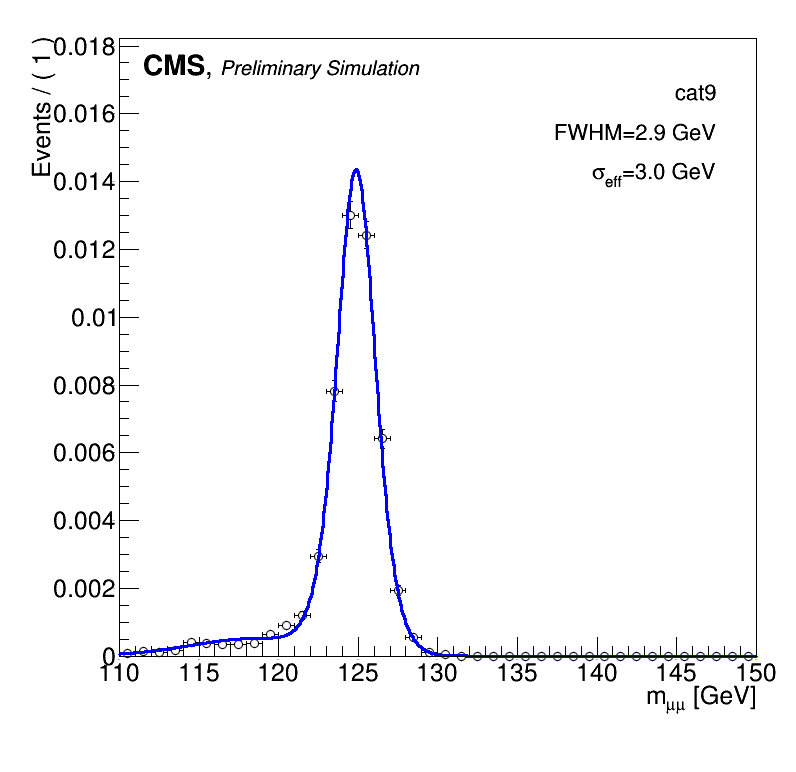 CMS, Preliminary Simulation
cat9
FWHM=2.9 GeV
σeff=3.0 GeV
Events / ( 1 )
0.018
0.016
0.014
0.012
0.01
0.008
0.006
0.004
0.002
0
110 115 120 125 130 135 140 145 150
mμμ [GeV]